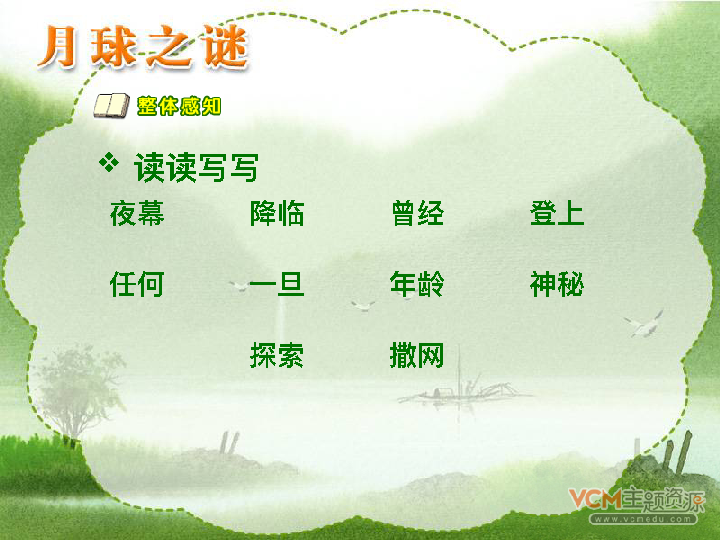 月球之谜
整体感知
读读写写
夜幕 降临 曾经 登上
任何 一旦 年龄 神秘
探索 撒网
VCM主题资源
www.vcmedu.com